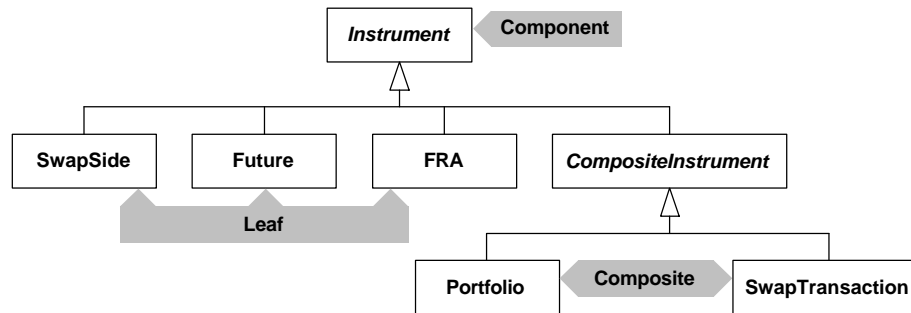 Instrument
Component
SwapSide
Future
FRA
CompositeInstrument
Leaf
Portfolio
Composite
SwapTransaction